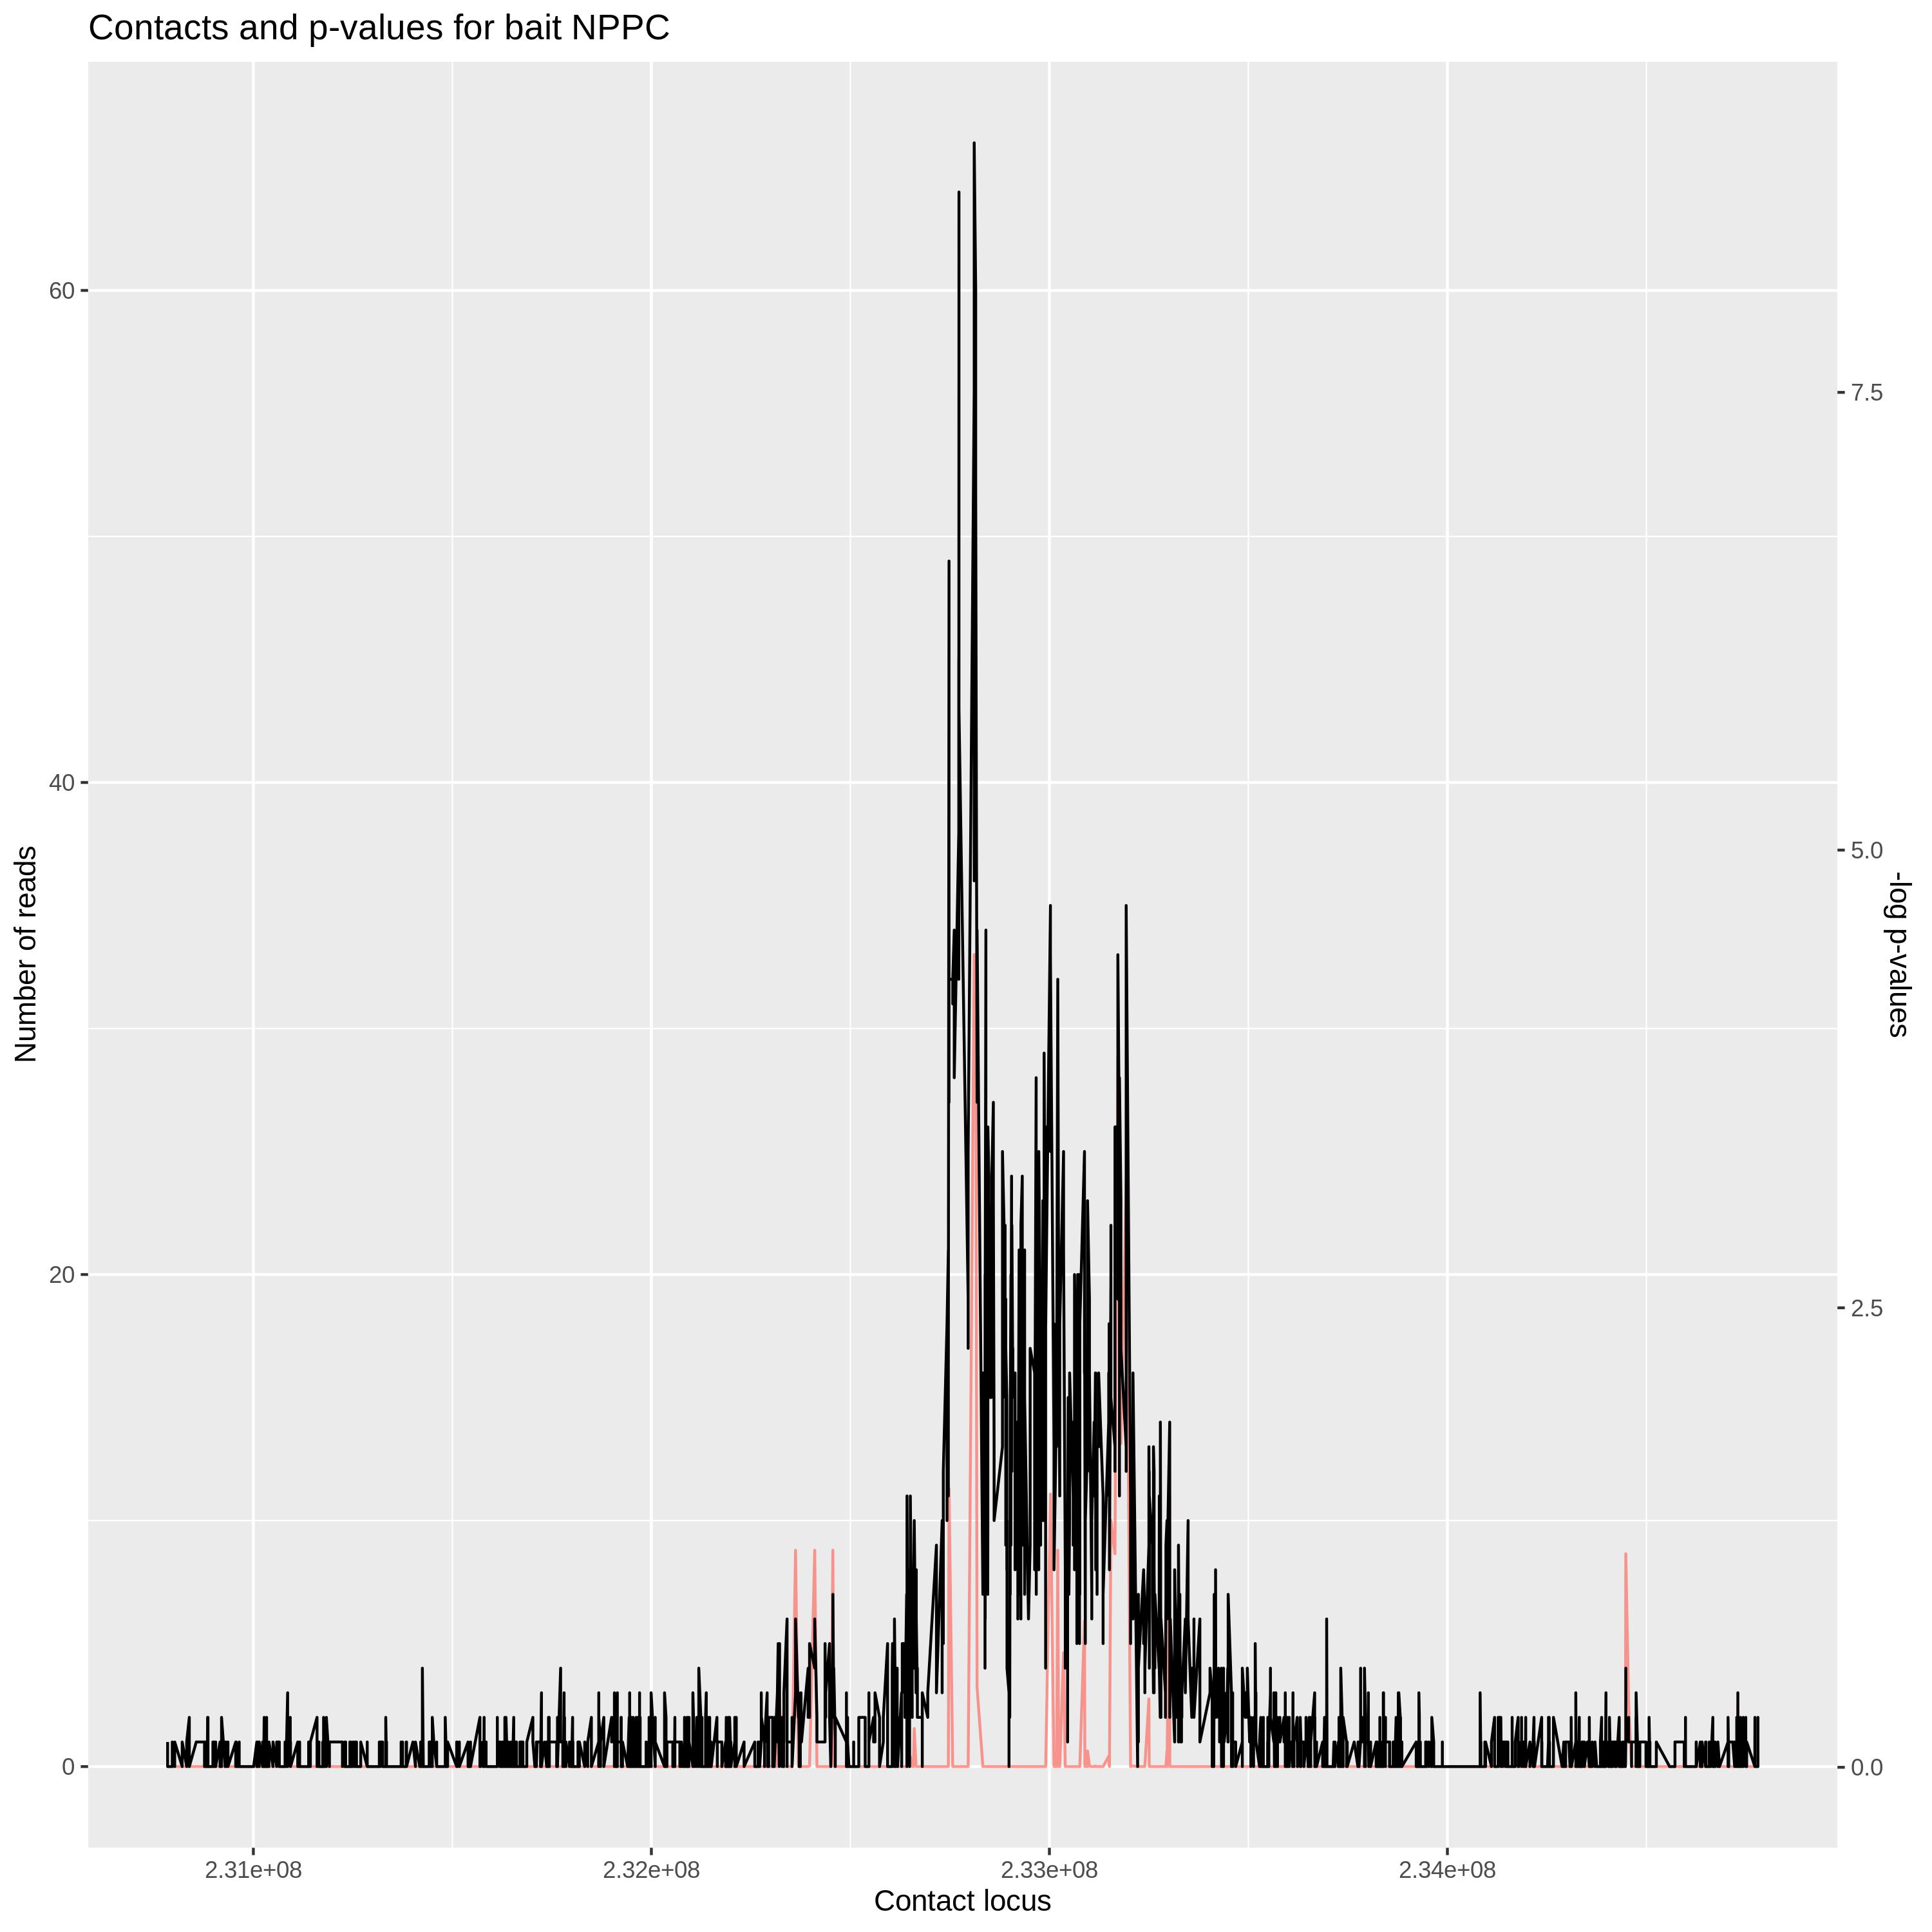 Contacts and p-values for bait NPPC
60
40
20
0
Number of reads
7.5
5.0
2.5
0.0
-log p-values
2.31e+08
2.32e+08
2.33e+08
2.34e+08
Contact locus